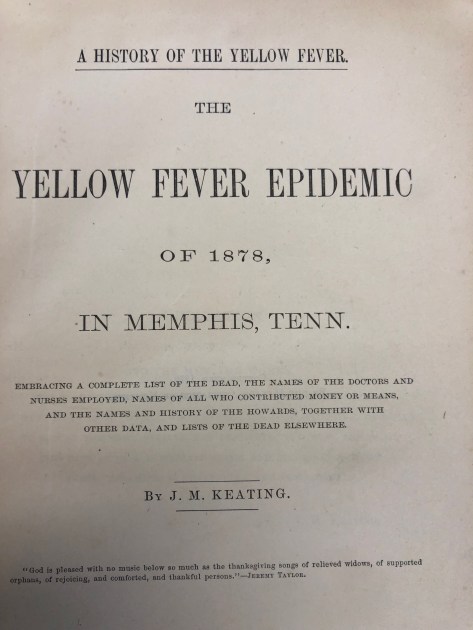 A HISTORY OF THE YELLOW FEVER.
THE
YELLOW FEVER EPIDEMIC
OF 1878,
IN MEMPHIS, TENN.
EMBRACING A COMPLETE LIST OF THE DEAD, THE NAMES OF THE DOCTORS AND
NURSES EMPLOYED, NAMES OF ALL WHO CONTRIBUTED MONEY OR MEANS,
AND THE NAMES AND HISTORY OF THE HOWARDS, TOGETHER WITH
OTHER DATA, AND LISTS OF THE DEAD ELSEWHERE.
BY J. M. KEATING.
"God is pleased with no music below so much as the thanksgiving songs of relieved widows, of supported
orphans, of rejoicing, and comforted, and thankful persons."—JEREMY TAYLOR.